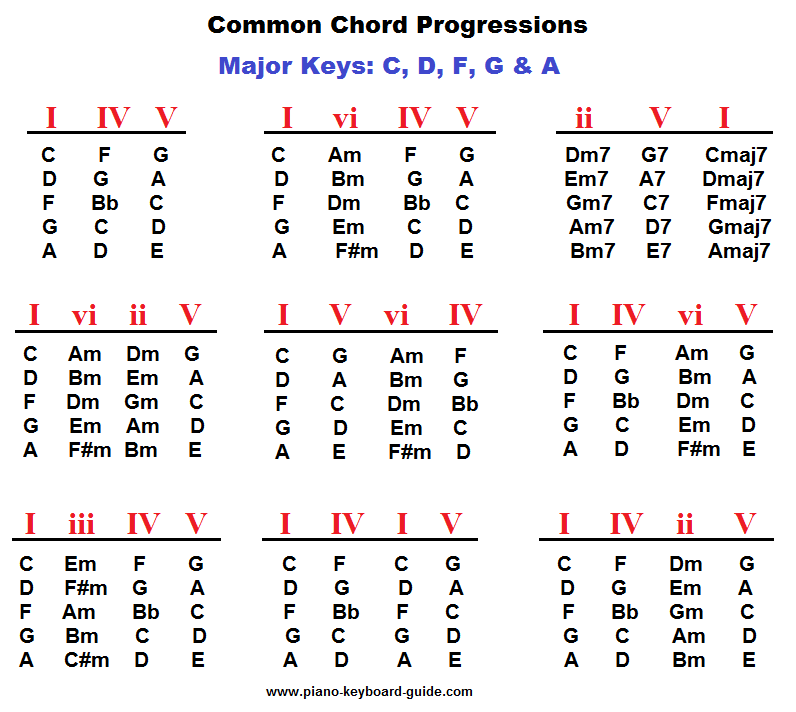 Common Chord Progressions
Major Keys: C, D, F, G & A
I IV V
C F G
D G A
F Bb C
G C D
A D E
I vi IV V
C Am F G
D Bm G A
F Dm Bb C
G Em C D
A F#m D E
ii V I
Dm7 G7 Cmaj7
Em7 A7 Dmaj7
Gm7 C7 Fmaj7
Am7 D7 Gmaj7
Bm7 E7 Amaj7
I vi ii V
C Am Dm G
D Bm Em A
F Dm Gm C
G Em Am D
A F#m Bm E
I V vi IV
C G Am F
D A Bm G
F C Dm Bb
G D Em C
A E F#m D
I IV vi V
C F Am G
D G Bm A
F Bb Dm C
G C Em D
A D F#m E
I iii IV V
C Em F G
D F#m G A
F Am Bb C
G Bm C D
A C#m D E
I IV I V
C F C G
D G D A
F Bb F C
G C G D
A D A E
I IV ii V
C F Dm G
D G Em A
F Bb Gm C
G C Am D
A D Bm E
www.piano-keyboard-guide.com